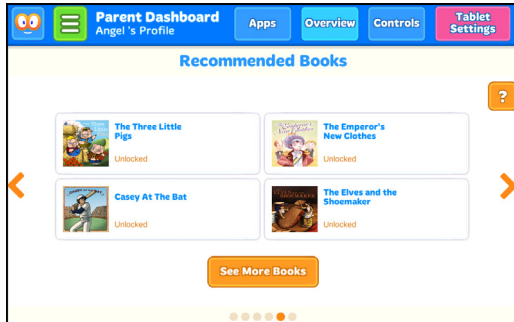 Parent Dashboard
Angel 's Profile
Apps
Overview
Controls
Tablet
Settings
Recommended Books
?
The Three Little
Pigs
Unlocked
The Emperor's
New Clothes
Unlocked
Casey At The Bat
Unlocked
The Elves and the
Shoemaker
Unlocked
See More Books